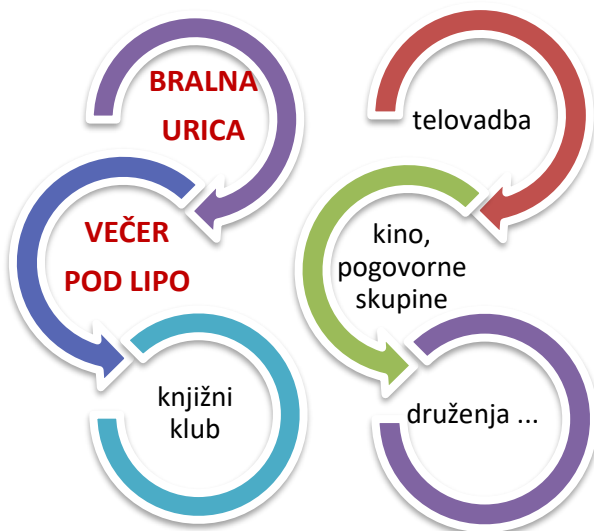 BRALNA
URICA
VEČER
POD LIPO
knjižni
klub
telovadba
kino,
pogovorne
skupine
druženja ...